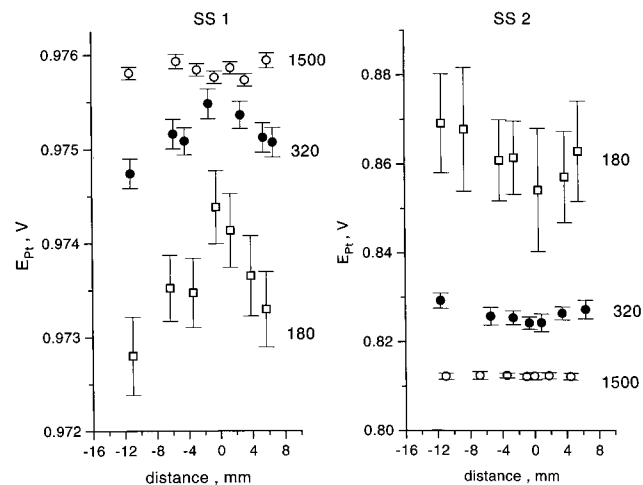 SS 1
SS 2
0.976
0.975
0.974
0.973
0.972
E_Pt , V
1500
320
180
-16 -12 -8 -4 0 4 8
distance , mm
0.88
0.86
0.84
0.82
0.80
E_Pt , V
180
320
1500
-16 -12 -8 -4 0 4 8
distance , mm